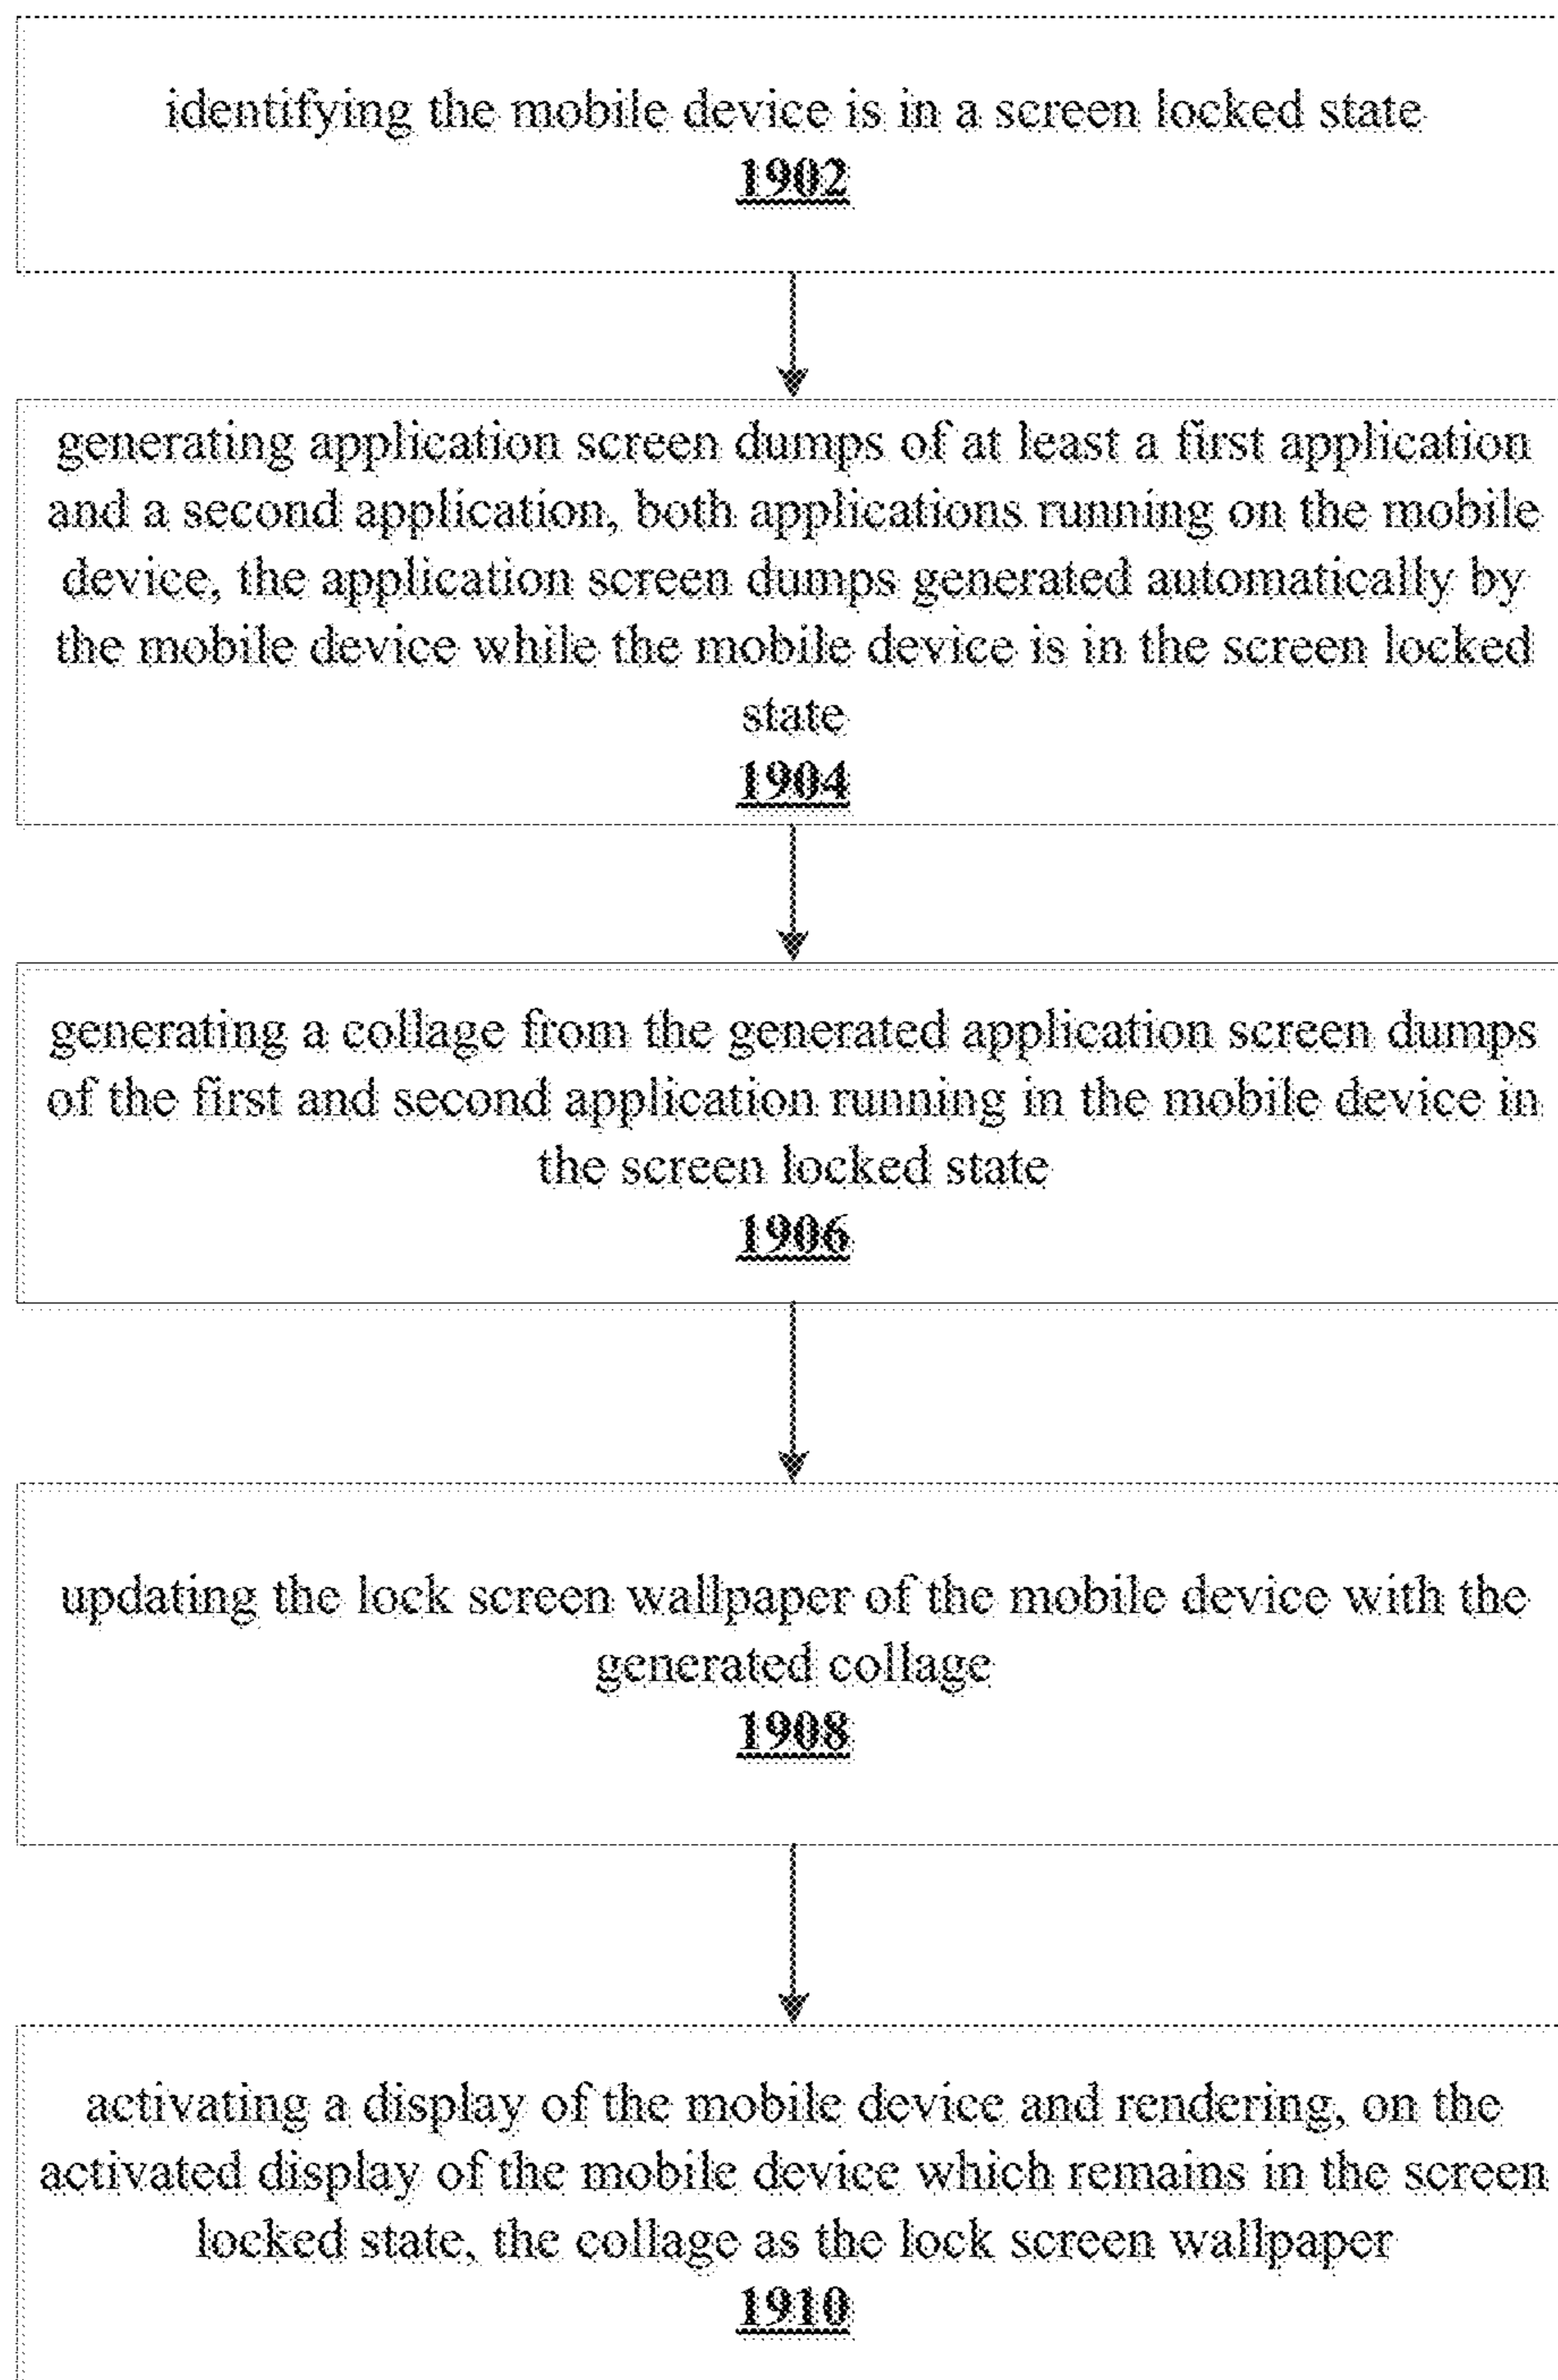 identifying the mobile device is in a screen locked state
1902
generating application screen dumps of at least a first application
and a second application, both applications running on the mobile
device, the application screen dumps generated automatically by
the mobile device while the mobile device is in the screen locked
state
1904
generating a collage from the generated application screen dumps
of the first and second application running in the mobile device in
the screen locked state
1906
updating the lock screen wallpaper of the mobile device with the
generated collage
1908
activating a display of the mobile device and rendering, on the
activated display of the mobile device which remains in the screen
locked state, the collage as the lock screen wallpaper
1910